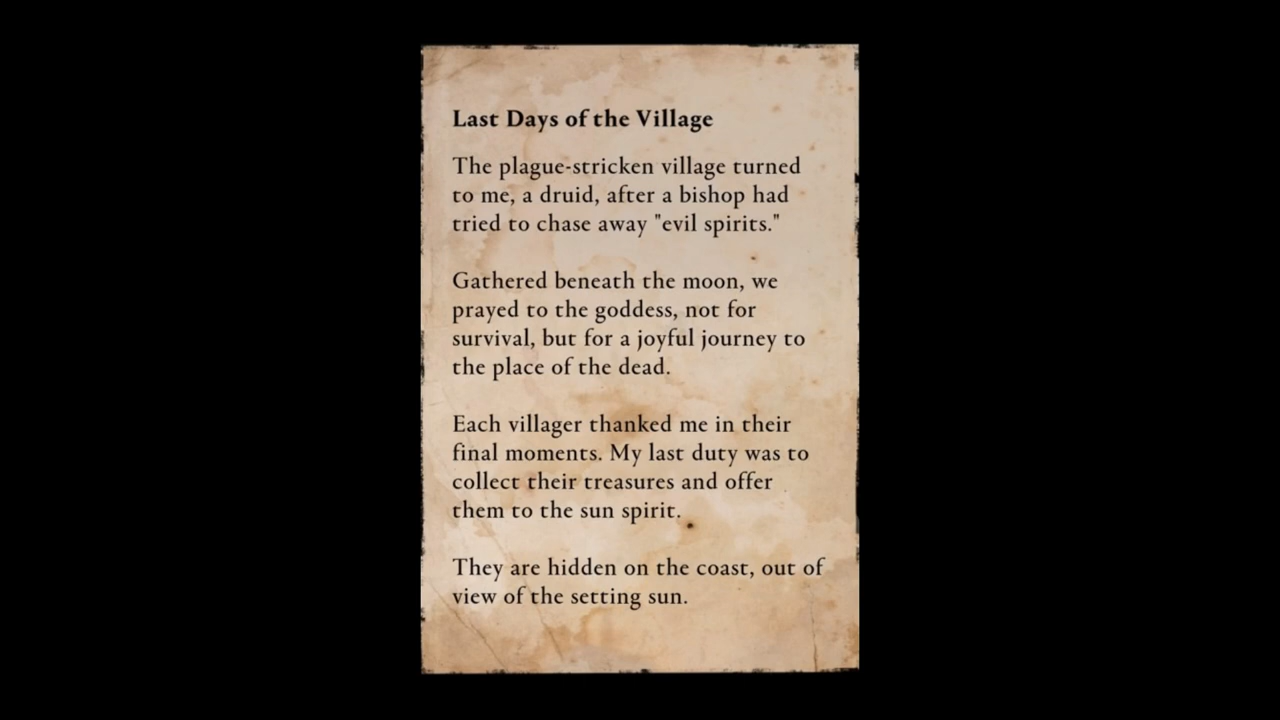 Last Days of the Village
The plague-stricken village turned
to me, a druid, after a bishop had
tried to chase away "evil spirits."
Gathered beneath the moon, we
prayed to the goddess, not for
survival, but for a joyful journey to
the place of the dead.
Each villager thanked me in their
final moments. My last duty was to
collect their treasures and offer
them to the sun spirit.
They are hidden on the coast, out of
view of the setting sun.